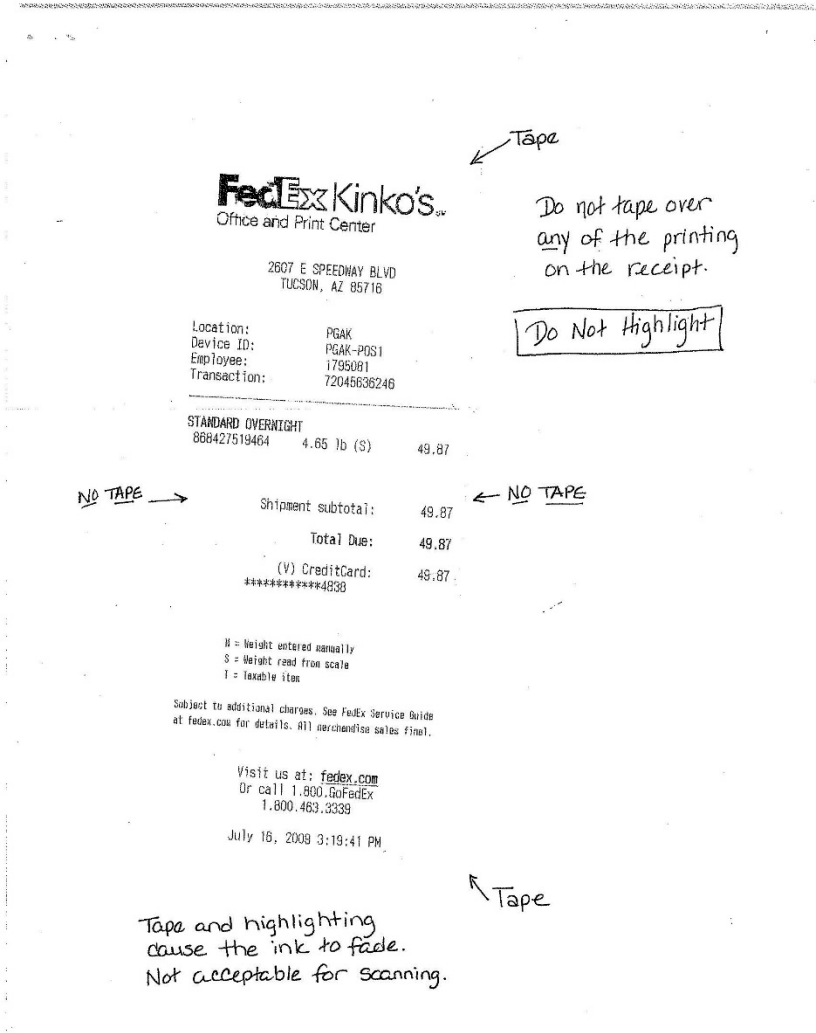 Tape
FedEx Kinko's
Office and Print Center
Do not tape over
any of the printing
on the receipt.
2607 E SPEEDWAY BLVD
TUCSON, AZ 85716
Do Not Highlight
Location: PGAK
Device ID: PGAK-POS1
Employee: 1795081
Transaction: 72045636246
STANDARD OVERNIGHT
868427519464 4.65 lb (S) 49.87
NO TAPE
NO TAPE
Shipment subtotal: 49.87
Total Due: 49.87
(V) CreditCard: 49.87
************4838
M = Weight entered manually
S = Weight read from scale
T = Taxable item
Subject to additional charges. See FedEx Service Guide
at fedex.com for details. All merchandise sales final.
Visit us at: fedex.com
Or call 1.800.GoFedEx
1.800.463.3339
July 16, 2009 3:19:41 PM
Tape
Tape and highlighting
cause the ink to fade.
Not acceptable for scanning.